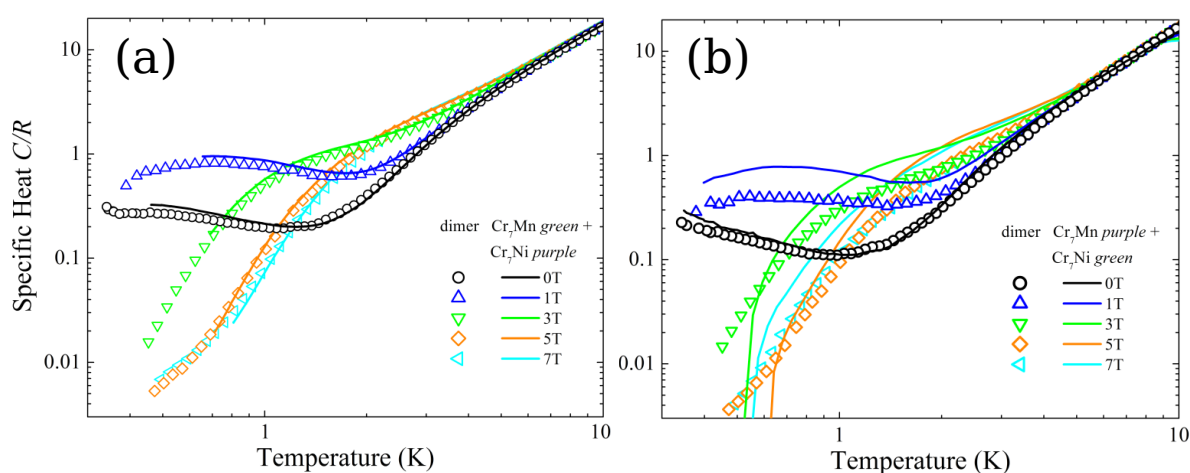 (a)
Specific Heat C/R
10
1
0.1
0.01
dimer Cr₇Mn green +
Cr₇Ni purple
0T
1T
3T
5T
7T
1
10
Temperature (K)
(b)
10
1
0.1
0.01
dimer Cr₇Mn purple +
Cr₇Ni green
0T
1T
3T
5T
7T
1
10
Temperature (K)